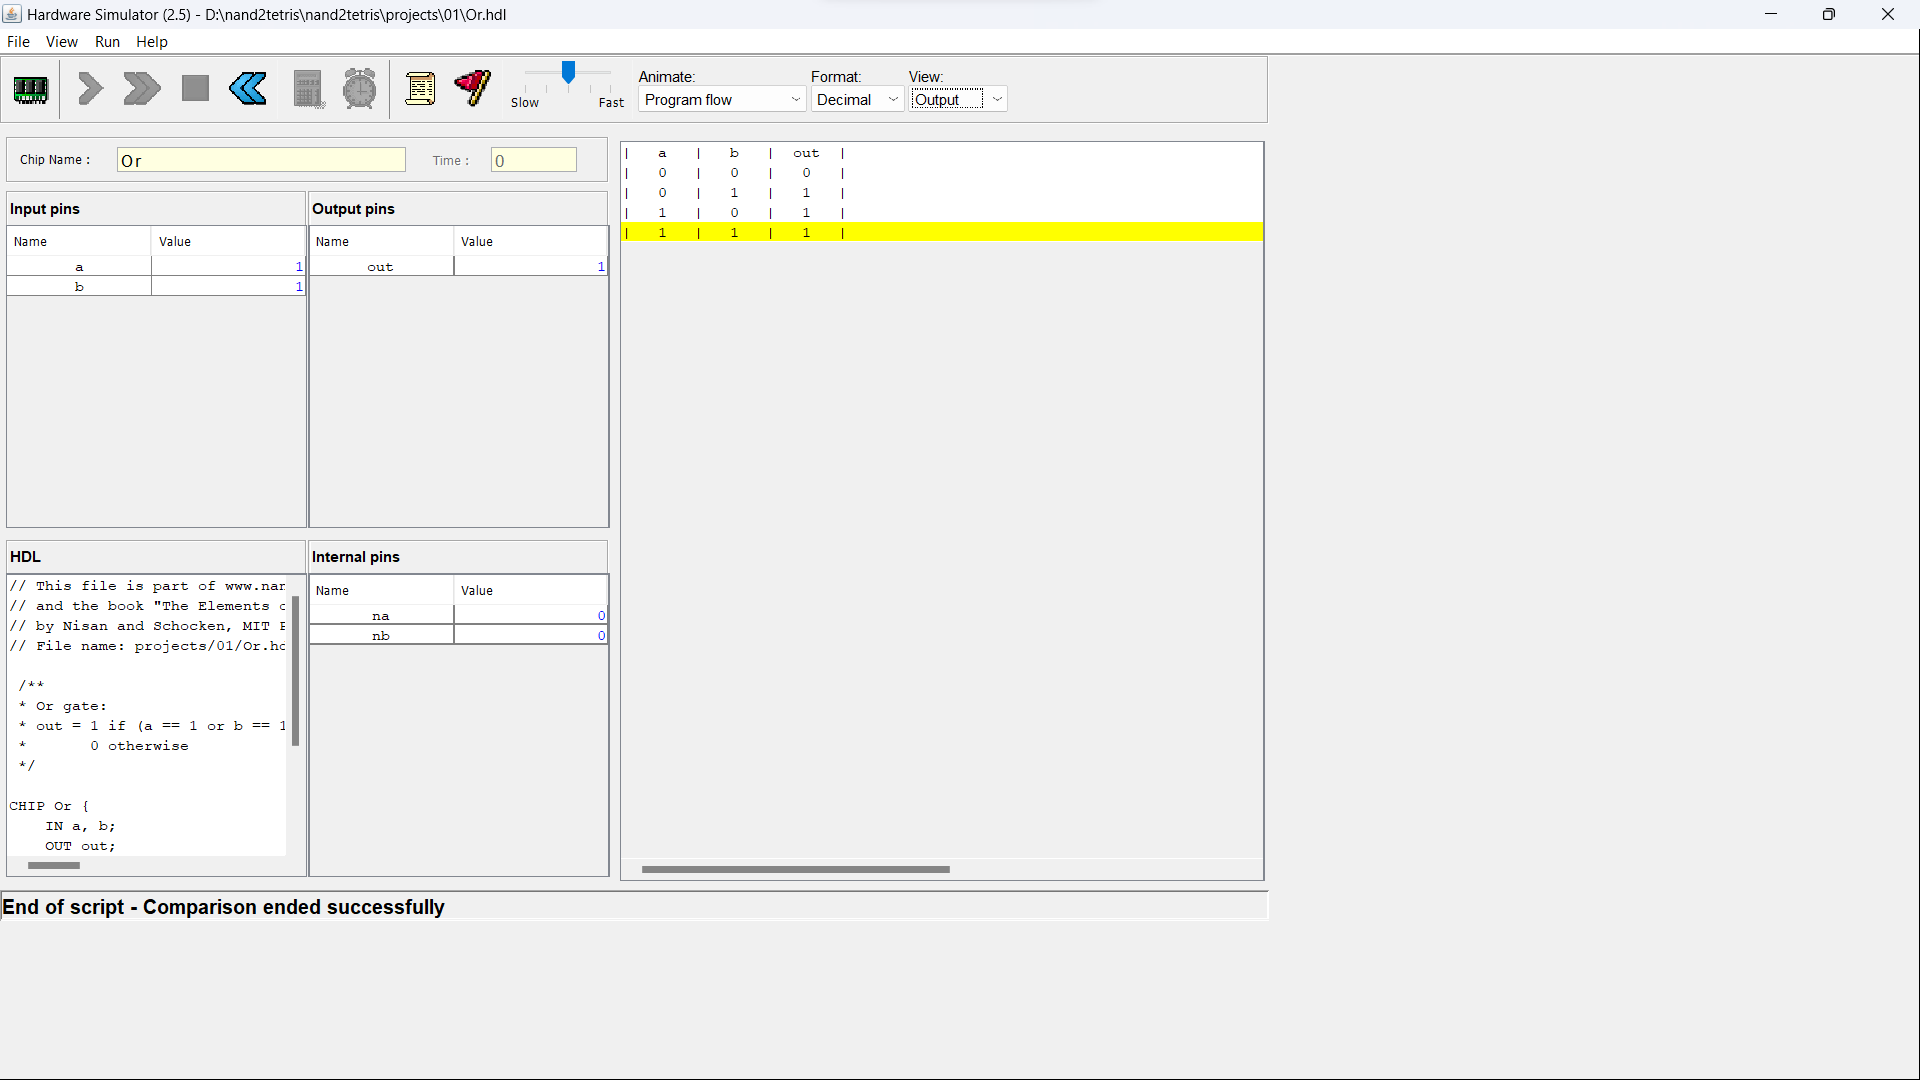 Hardware Simulator (2.5) - D:\nand2tetris\nand2tetris\projects\01\Or.hdl
File View Run Help
Slow Fast
Animate: Format: View:
Program flow Decimal Output
Chip Name : Or Time : 0
Input pins Output pins
Name Value Name Value
a 1 out 1
b 1
| a | b | out |
| 0 | 0 | 0 |
| 0 | 1 | 1 |
| 1 | 0 | 1 |
| 1 | 1 | 1 |
HDL
// This file is part of www.nan
// and the book "The Elements o
// by Nisan and Schocken, MIT P
// File name: projects/01/Or.hd
/**
* Or gate:
* out = 1 if (a == 1 or b == 1
* 0 otherwise
*/
CHIP Or {
IN a, b;
OUT out;
Internal pins
Name Value
na 0
nb 0
End of script - Comparison ended successfully